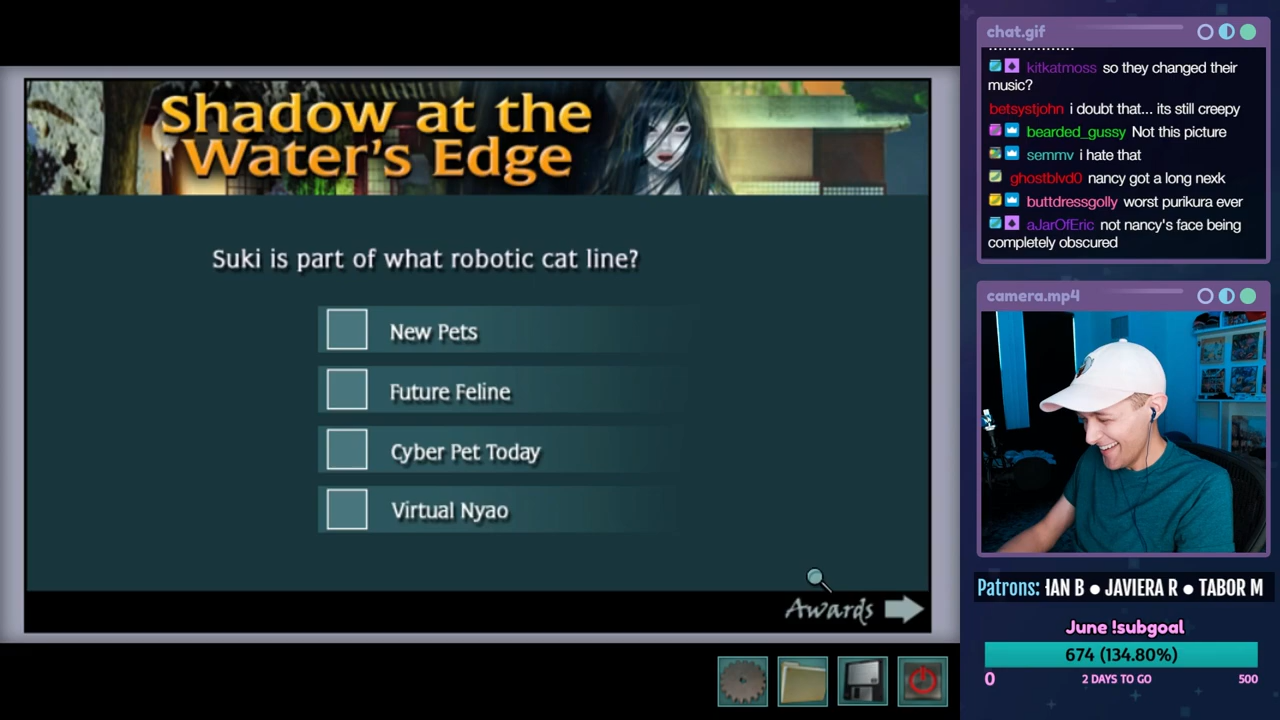 Shadow at the
Water's Edge
Suki is part of what robotic cat line?
New Pets
Future Feline
Cyber Pet Today
Virtual Nyao
Awards
chat.gif
kitkatmoss so they changed their
music?
betsystjohn i doubt that... its still creepy
bearded_gussy Not this picture
semmv i hate that
ghostblvd0 nancy got a long nexk
buttdressgolly worst purikura ever
aJarOfEric not nancy's face being
completely obscured
camera.mp4
Patrons: IAN B ● JAVIERA R ● TABOR M
June !subgoal
674 (134.80%)
0 2 DAYS TO GO 500